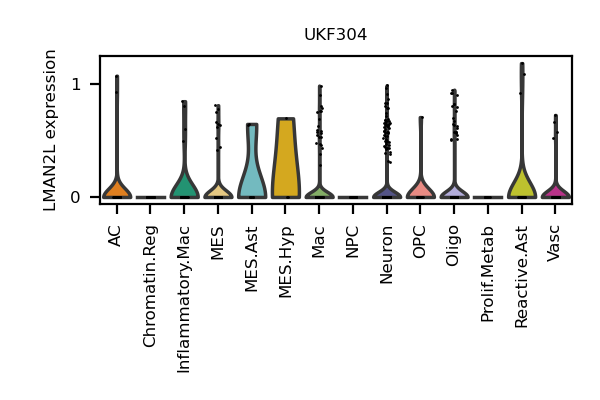 UKF304
LMAN2L expression
1
0
AC
Chromatin.Reg
Inflammatory.Mac
MES
MES.Ast
MES.Hyp
Mac
NPC
Neuron
OPC
Oligo
Prolif.Metab
Reactive.Ast
Vasc